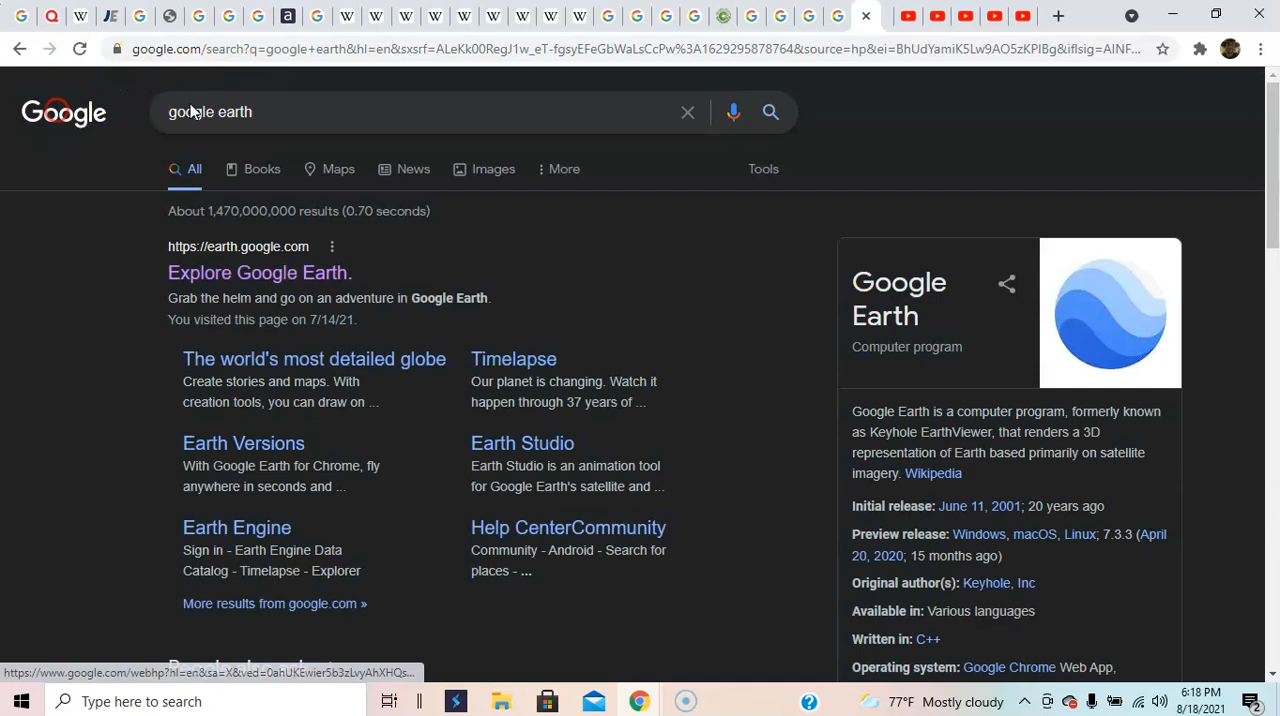 google.com/search?q=google+earth&hl=en&sxsrf=ALeKk00RegJ1w_eT-fgsyEFeGbWaLsCcPw%3A1629295878764&source=hp&ei=BhUdYamiK5Lw9AO5zKPIBg&iflsig=AINF...
Google
google earth
All Books Maps News Images More Tools
About 1,470,000,000 results (0.70 seconds)
https://earth.google.com
Explore Google Earth.
Grab the helm and go on an adventure in Google Earth.
You visited this page on 7/14/21.
The world's most detailed globe
Create stories and maps. With
creation tools, you can draw on ...
Timelapse
Our planet is changing. Watch it
happen through 37 years of ...
Earth Versions
With Google Earth for Chrome, fly
anywhere in seconds and ...
Earth Studio
Earth Studio is an animation tool
for Google Earth's satellite and ...
Earth Engine
Sign in - Earth Engine Data
Catalog - Timelapse - Explorer
Help CenterCommunity
Community - Android - Search for
places - ...
More results from google.com »
Google
Earth
Computer program
Google Earth is a computer program, formerly known
as Keyhole EarthViewer, that renders a 3D
representation of Earth based primarily on satellite
imagery. Wikipedia
Initial release: June 11, 2001; 20 years ago
Preview release: Windows, macOS, Linux; 7.3.3 (April
20, 2020; 15 months ago)
Original author(s): Keyhole, Inc
Available in: Various languages
Written in: C++
Operating system: Google Chrome Web App,
https://www.google.com/webhp?hl=en&sa=X&ved=0ahUKEwier5b3zLvyAhXHQs...
Type here to search
77°F Mostly cloudy
6:18 PM
8/18/2021
2